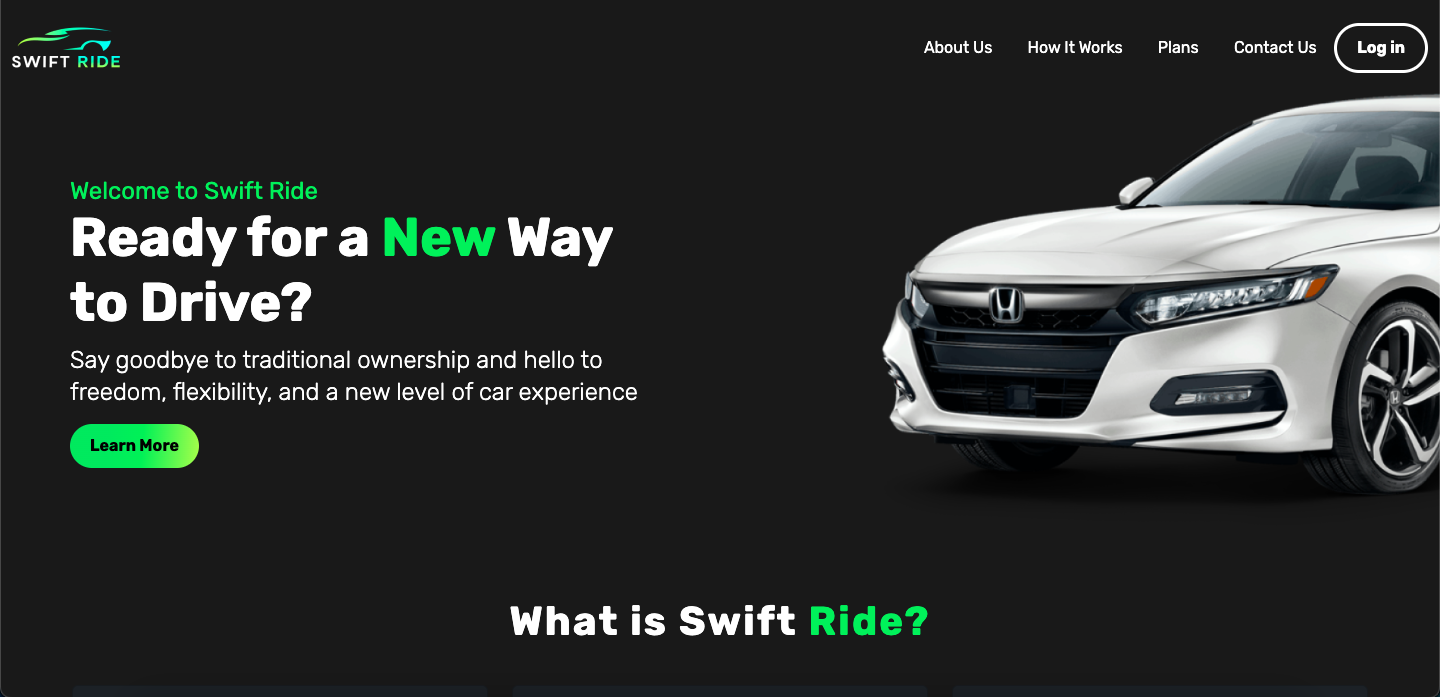 SWIFT RIDE
About Us
How It Works
Plans
Contact Us
Log in
Welcome to Swift Ride
Ready for a New Way
to Drive?
Say goodbye to traditional ownership and hello to
freedom, flexibility, and a new level of car experience
Learn More
What is Swift Ride?